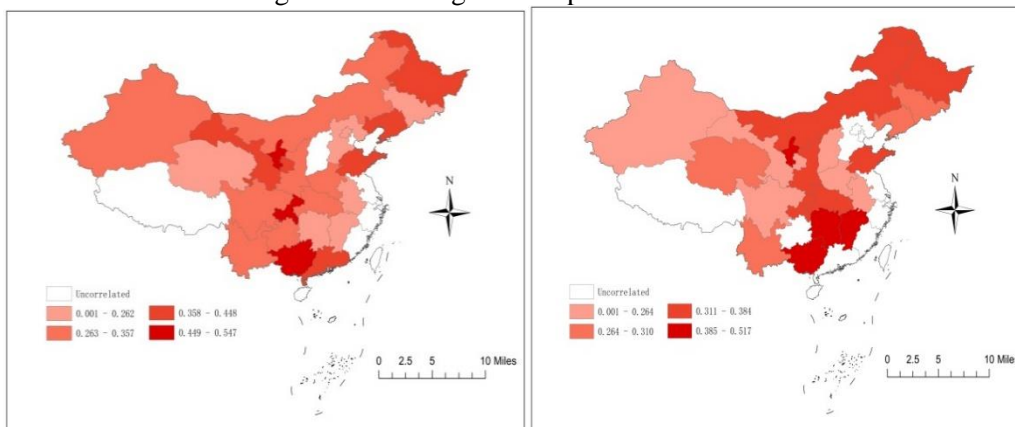 N
Uncorrelated
0.001 - 0.262 0.358 - 0.448
0.263 - 0.357 0.449 - 0.547
0 2.5 5 10 Miles
N
Uncorrelated
0.001 - 0.264 0.311 - 0.384
0.264 - 0.310 0.385 - 0.517
0 2.5 5 10 Miles